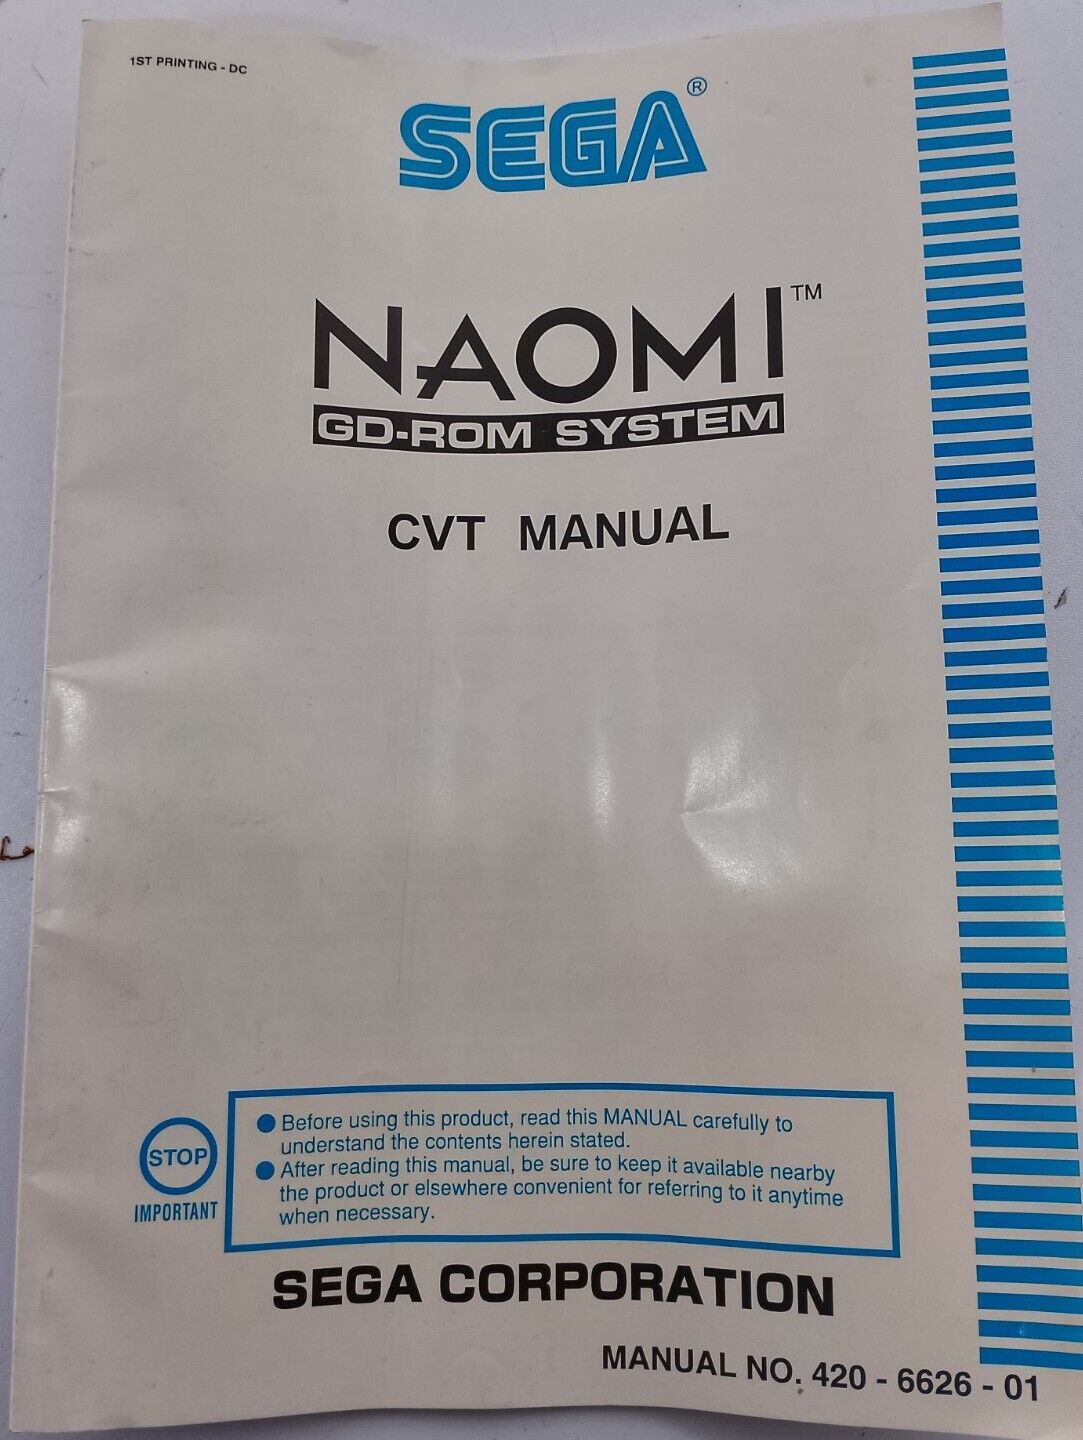 1ST PRINTING - DC
SEGA®
NAOMI™
GD-ROM SYSTEM
CVT MANUAL
● Before using this product, read this MANUAL carefully to
understand the contents herein stated.
● After reading this manual, be sure to keep it available nearby
the product or elsewhere convenient for referring to it anytime
when necessary.
STOP
IMPORTANT
SEGA CORPORATION
MANUAL NO. 420 - 6626 - 01